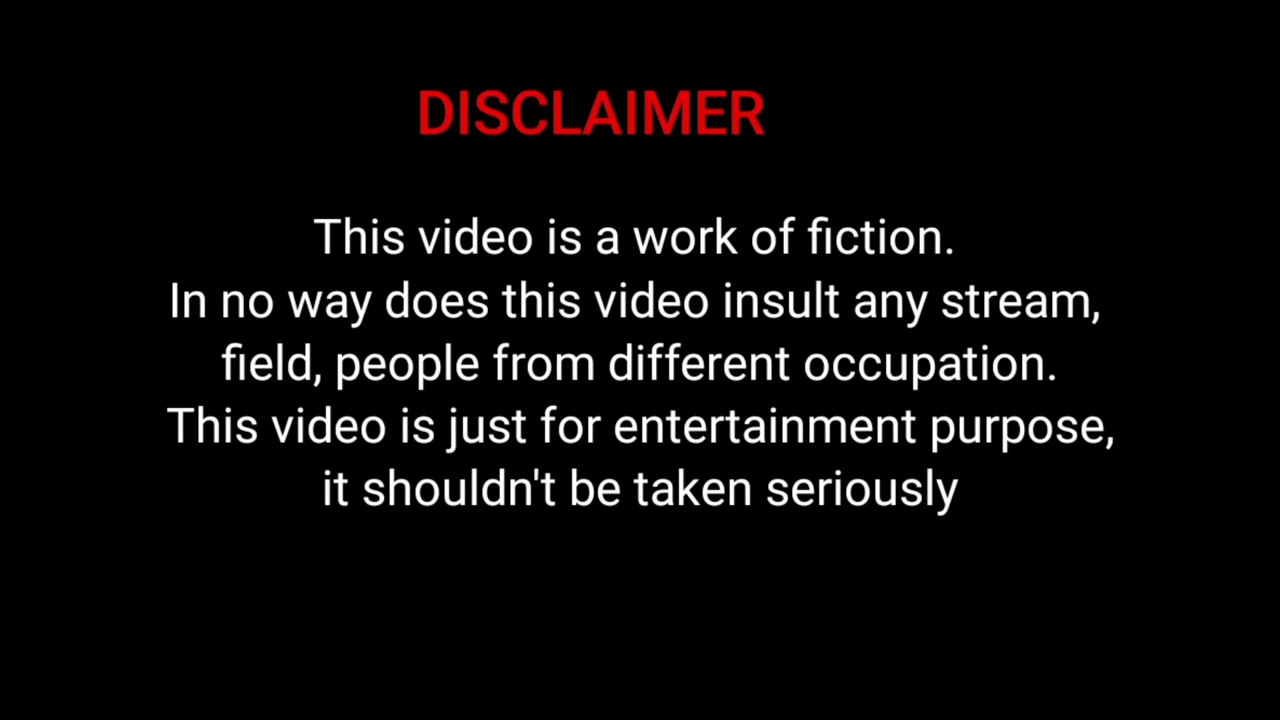 DISCLAIMER
This video is a work of fiction.
In no way does this video insult any stream,
field, people from different occupation.
This video is just for entertainment purpose,
it shouldn't be taken seriously